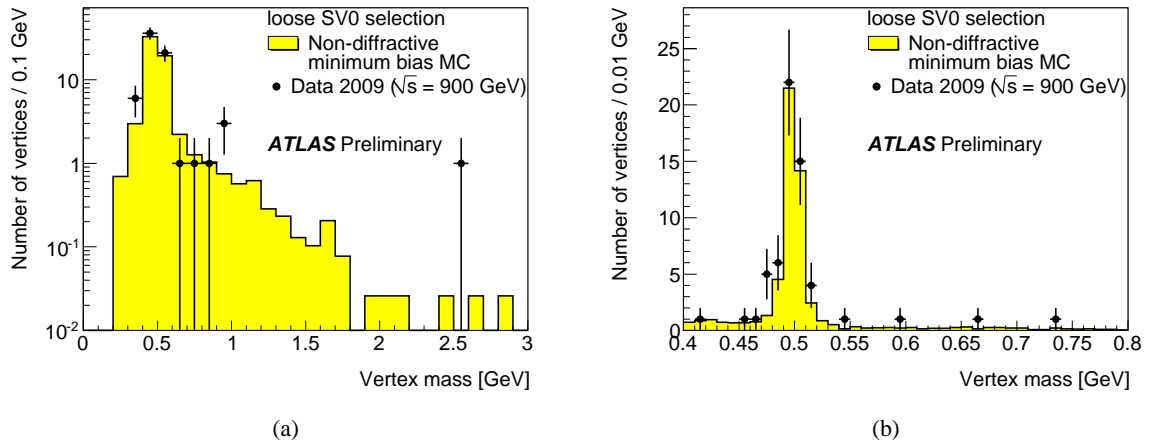 Number of vertices / 0.1 GeV
10
1
10-1
10-2
loose SV0 selection
Non-diffractive
minimum bias MC
Data 2009 (√s = 900 GeV)
ATLAS Preliminary
0 0.5 1 1.5 2 2.5 3
Vertex mass [GeV]
(a)
Number of vertices / 0.01 GeV
25
20
15
10
5
0
loose SV0 selection
Non-diffractive
minimum bias MC
Data 2009 (√s = 900 GeV)
ATLAS Preliminary
0.4 0.45 0.5 0.55 0.6 0.65 0.7 0.75 0.8
Vertex mass [GeV]
(b)